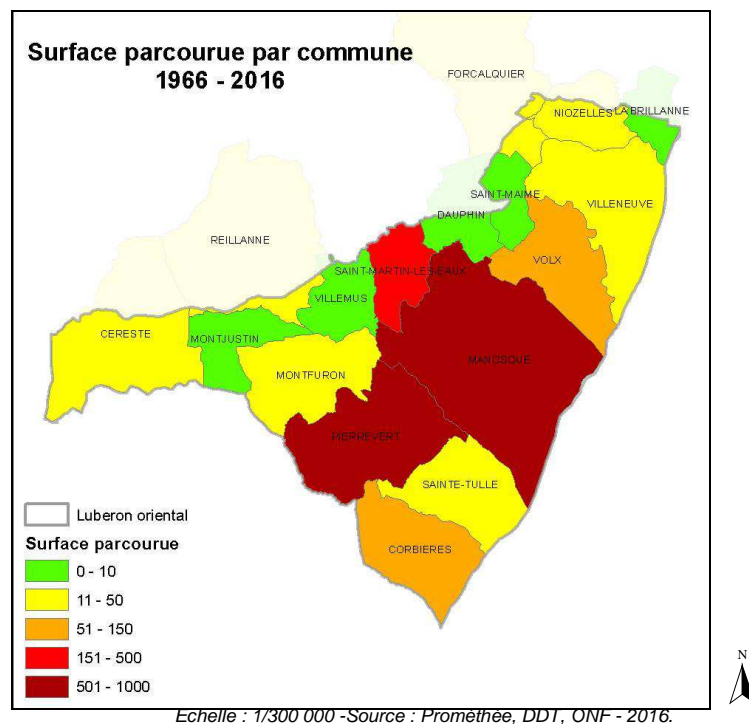 Surface parcourue par commune
1966 - 2016
FORCALQUIER
NIOZELLES
LA BRILLANNE
SAINT-MAIME
VILLENEUVE
DAUPHIN
REILLANNE
VOLX
SAINT-MARTIN-LES-EAUX
VILLEMUS
CERESTE
MONTJUSTIN
MANOSQUE
MONTFURON
PIERREVERT
SAINTE-TULLE
CORBIERES
Luberon oriental
Surface parcourue
0 - 10
11 - 50
51 - 150
151 - 500
501 - 1000
N
Echelle : 1/300 000 -Source : Prométhée, DDT, ONF - 2016.